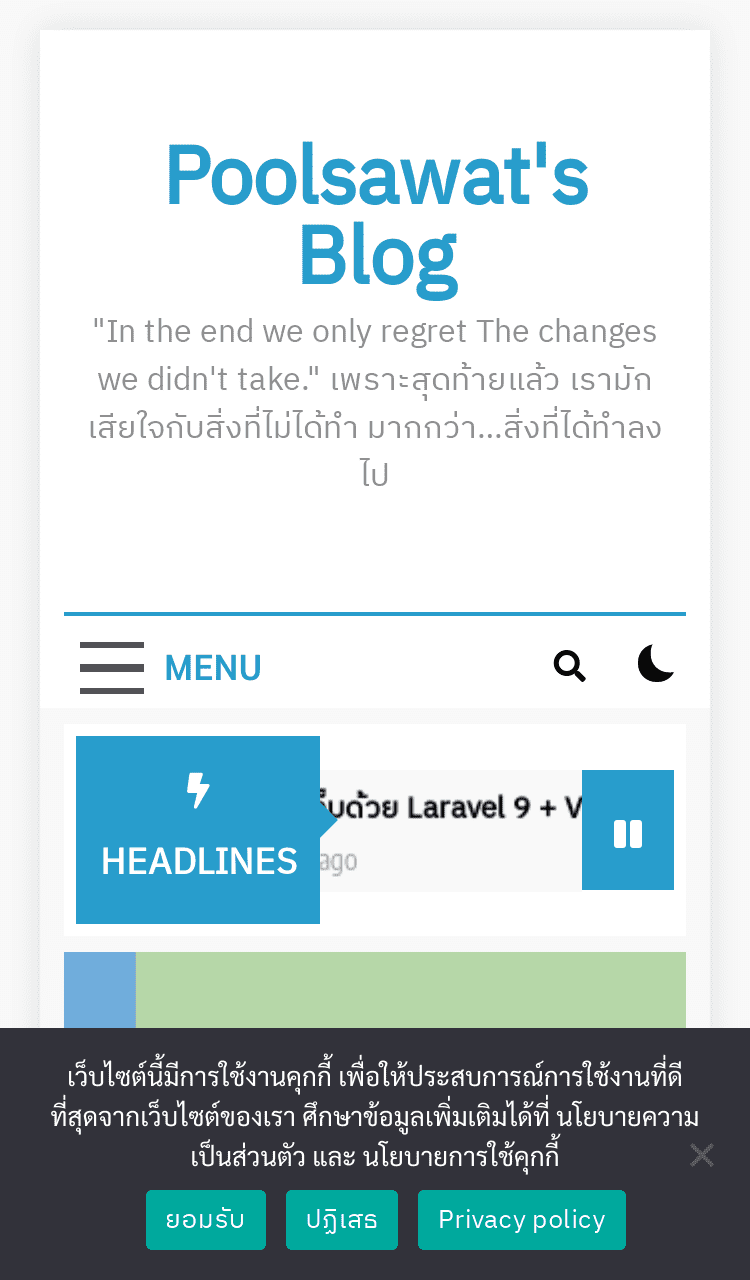 Poolsawat's
Blog
"In the end we only regret The changes
we didn't take." เพราะสุดท้ายแล้ว เรามัก
เสียใจกับสิ่งที่ไม่ได้ทำ มากกว่า...สิ่งที่ได้ทำลง
ไป
MENU
HEADLINES
ด้วย Laravel 9 + V
ago
เว็บไซต์นี้มีการใช้งานคุกกี้ เพื่อให้ประสบการณ์การใช้งานที่ดี
ที่สุดจากเว็บไซต์ของเรา ศึกษาข้อมูลเพิ่มเติมได้ที่ นโยบายความ
เป็นส่วนตัว และ นโยบายการใช้คุกกี้
ยอมรับ
ปฏิเสธ
Privacy policy